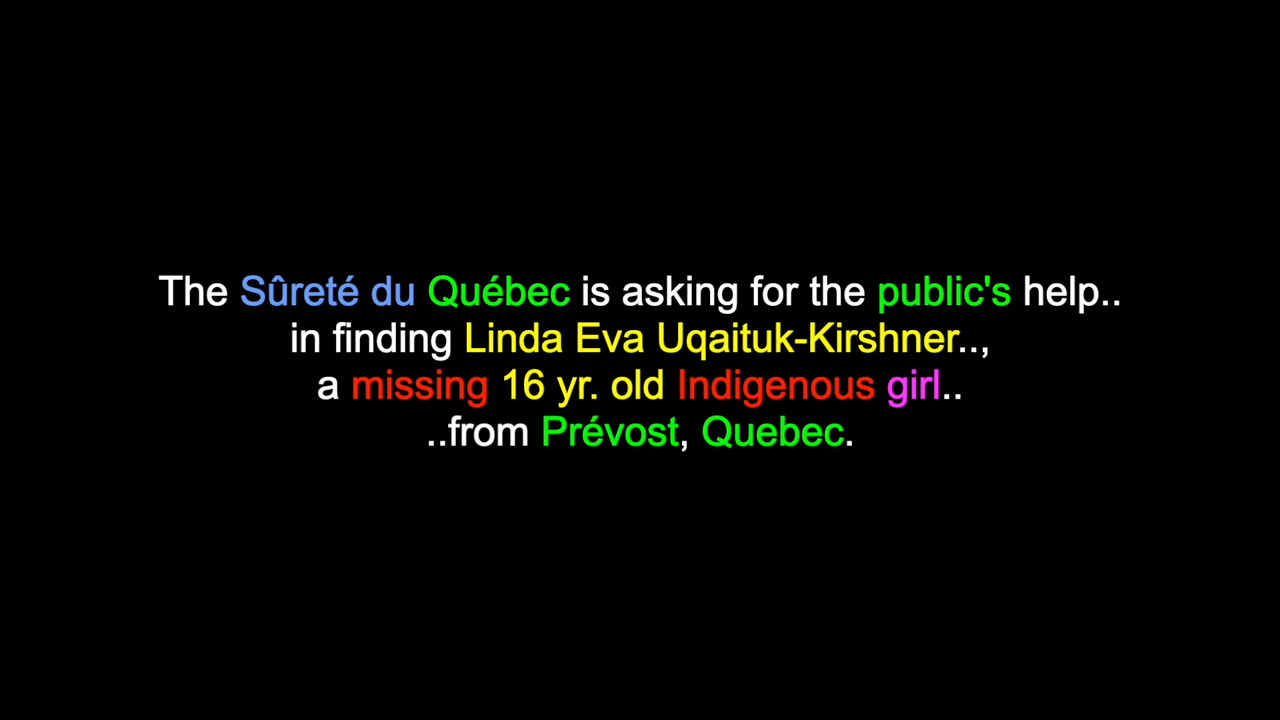 The Sûreté du Québec is asking for the public's help..
in finding Linda Eva Uqaituk-Kirshner..,
a missing 16 yr. old Indigenous girl..
..from Prévost, Quebec.